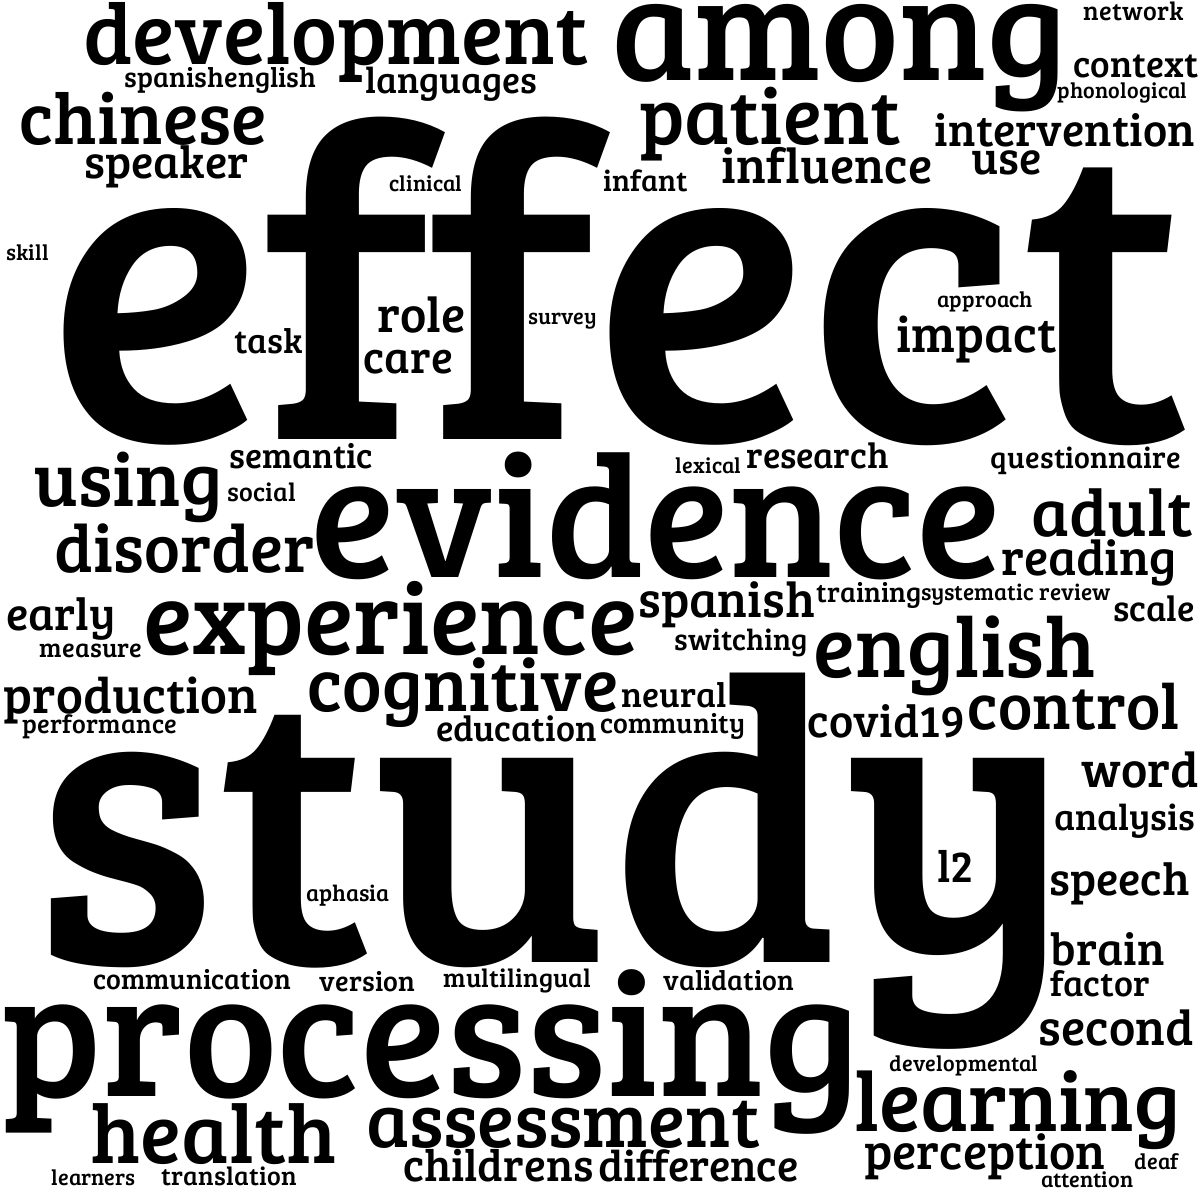 development
among
network
spanishenglish
languages
context
phonological
chinese
patient
intervention
speaker
influence
use
clinical
infant
effect
skill
approach
role
survey
task
impact
care
semantic
lexical
research
questionnaire
using
social
evidence
adult
disorder
reading
early
experience
spanish
training
systematic review
scale
measure
switching
english
production
cognitive
neural
control
performance
education
community
covid19
study
word
analysis
l2
speech
aphasia
brain
communication
version
multilingual
validation
factor
processing
second
developmental
health
assessment
learning
childrens
difference
perception
deaf
learners
translation
attention